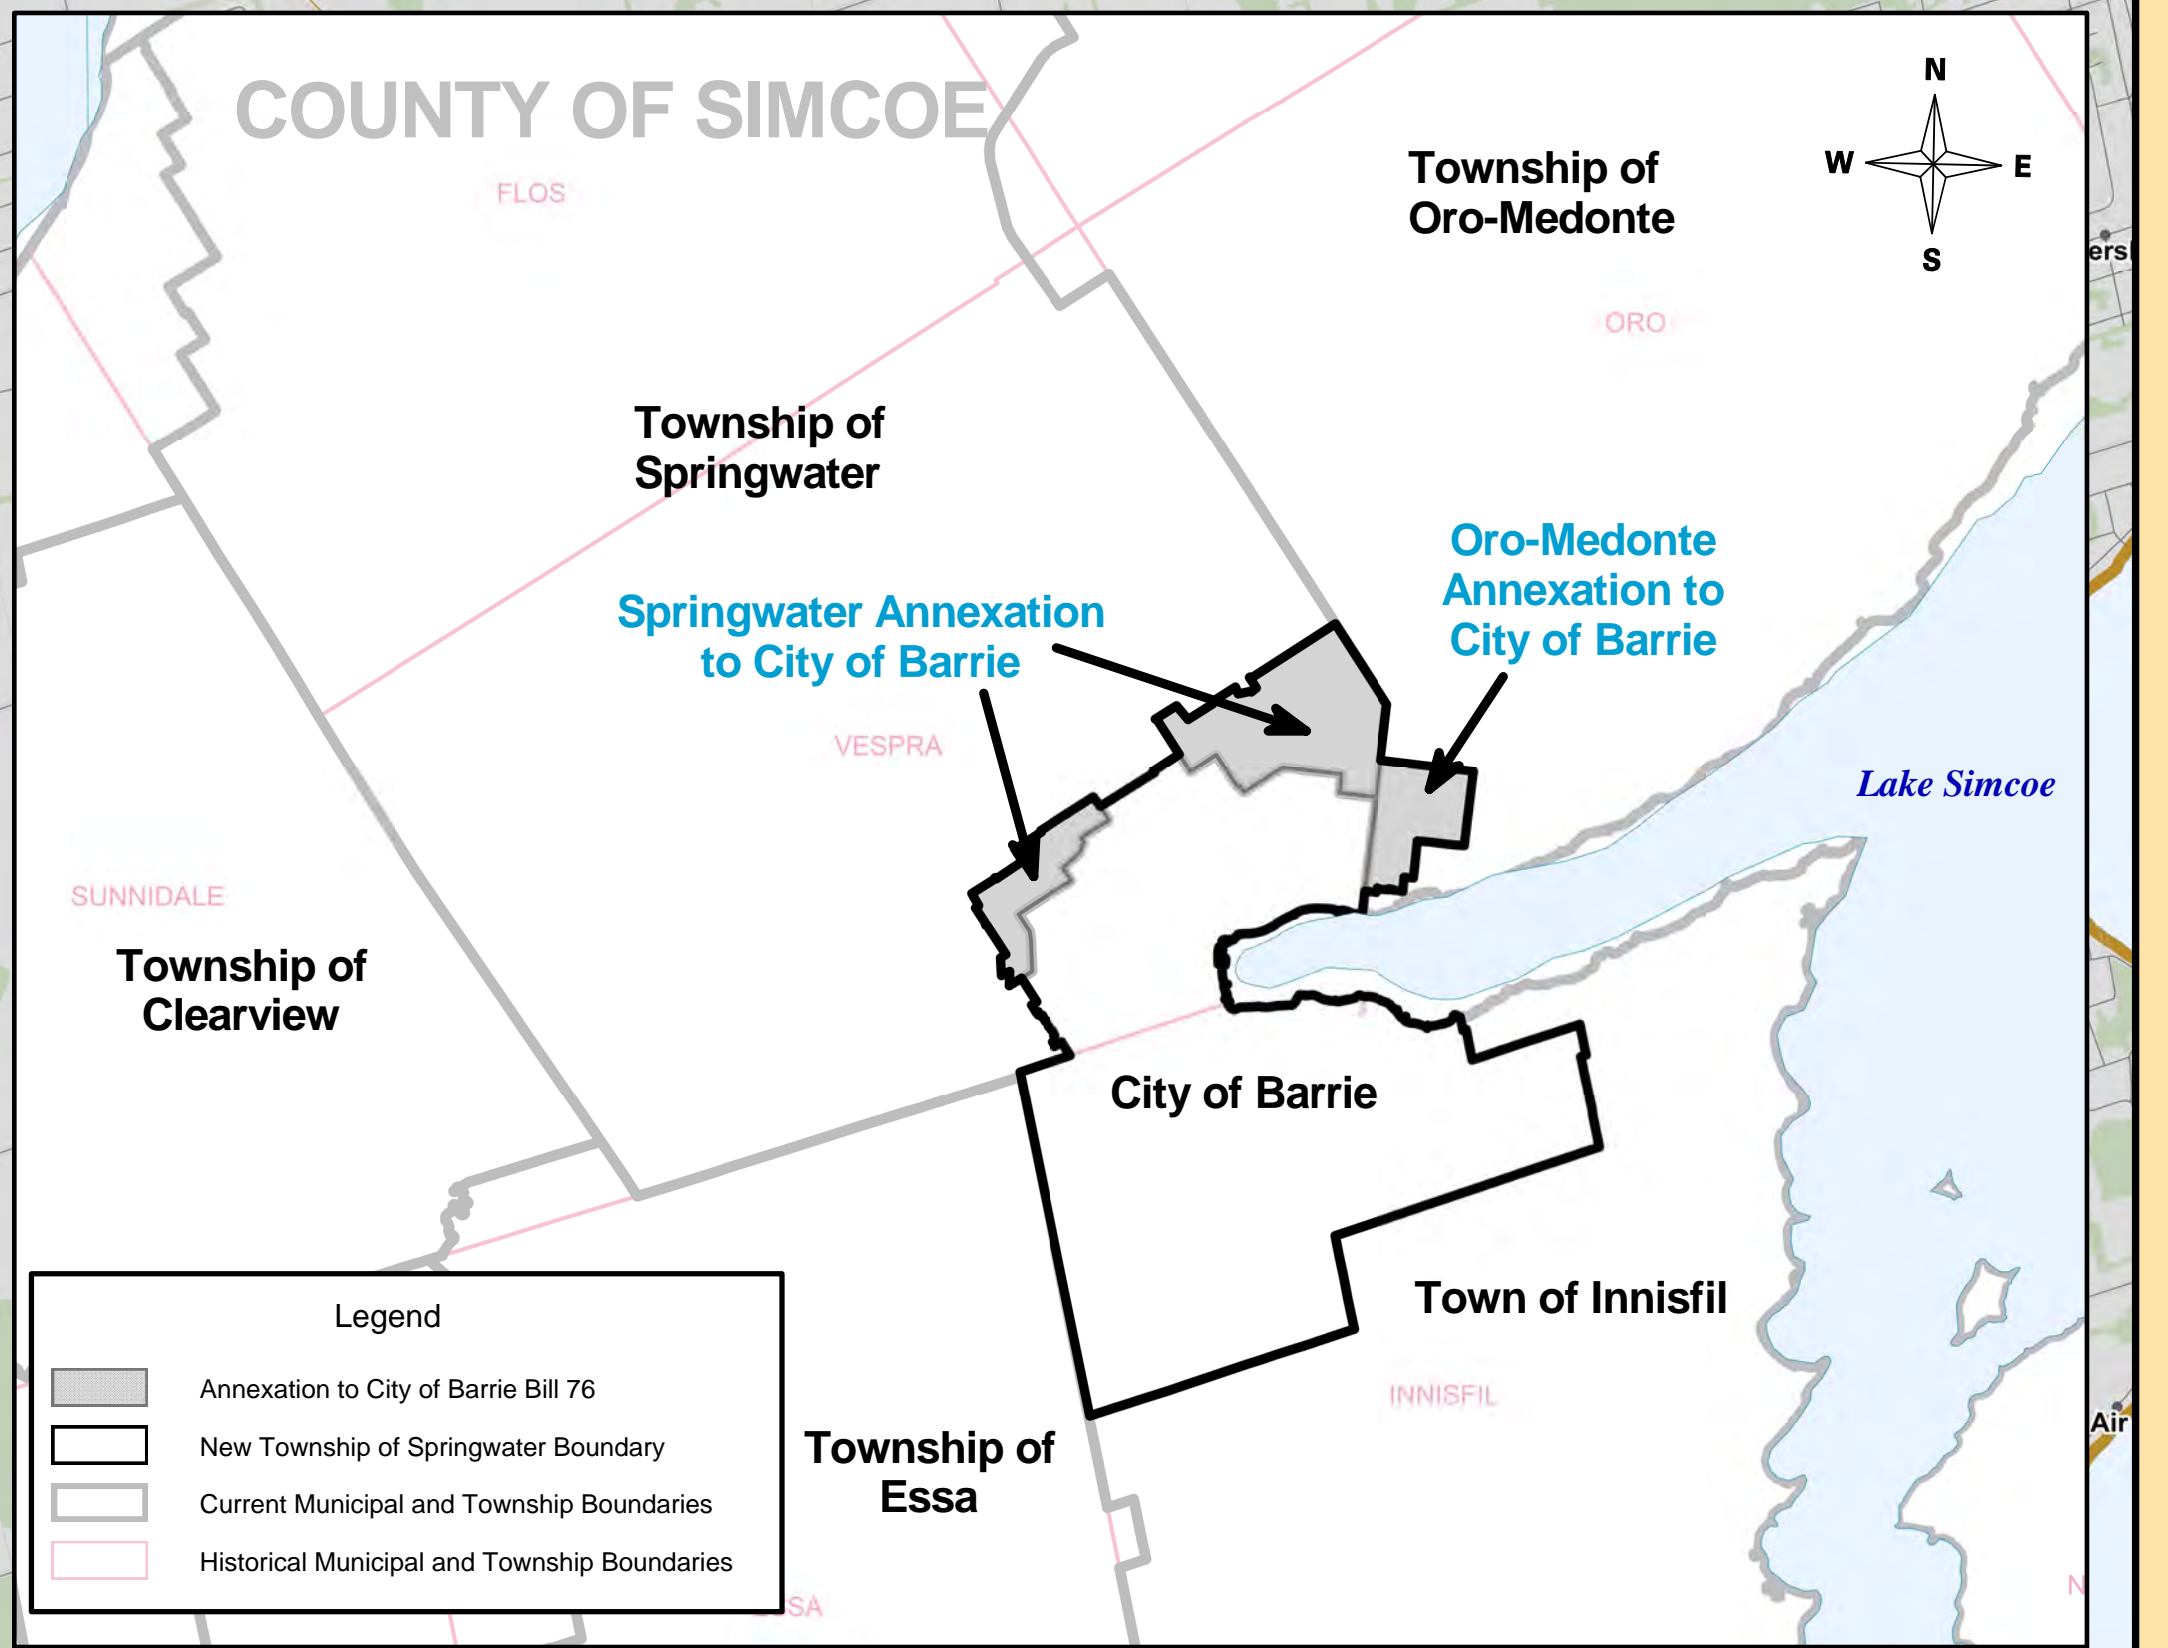 COUNTY OF SIMCOE
N
W
E
S
FLOS
Township of
Oro-Medonte
ORO
Township of
Springwater
Oro-Medonte
Annexation to
City of Barrie
Springwater Annexation
to City of Barrie
VESPRA
Lake Simcoe
SUNNIDALE
Township of
Clearview
City of Barrie
Town of Innisfil
INNISFIL
Township of
Essa
Legend
Annexation to City of Barrie Bill 76
New Township of Springwater Boundary
Current Municipal and Township Boundaries
Historical Municipal and Township Boundaries
SSA
N
ers
Air